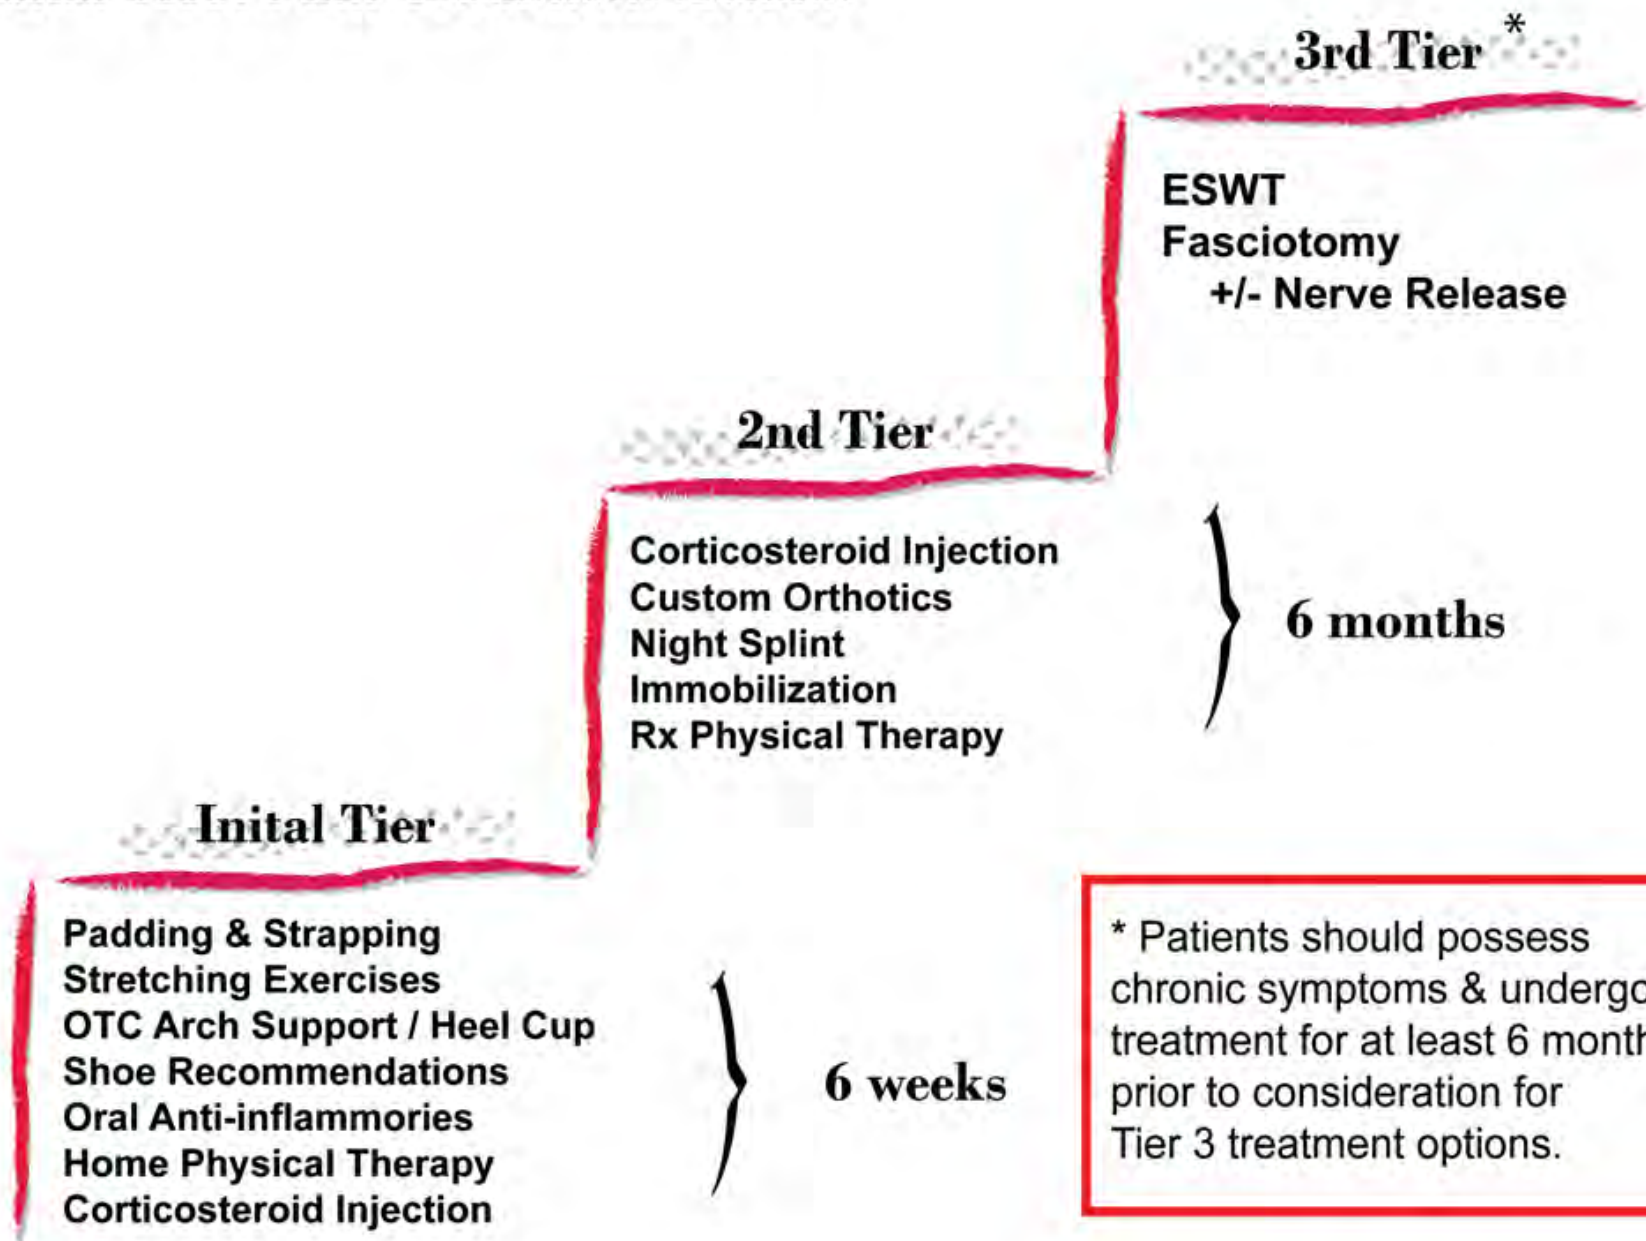 3rd Tier *
ESWT
Fasciotomy
+/- Nerve Release
2nd Tier
Corticosteroid Injection
Custom Orthotics
Night Splint
Immobilization
Rx Physical Therapy
6 months
Inital Tier
Padding & Strapping
Stretching Exercises
OTC Arch Support / Heel Cup
Shoe Recommendations
Oral Anti-inflammories
Home Physical Therapy
Corticosteroid Injection
6 weeks
* Patients should possess
chronic symptoms & undergo
treatment for at least 6 month
prior to consideration for
Tier 3 treatment options.